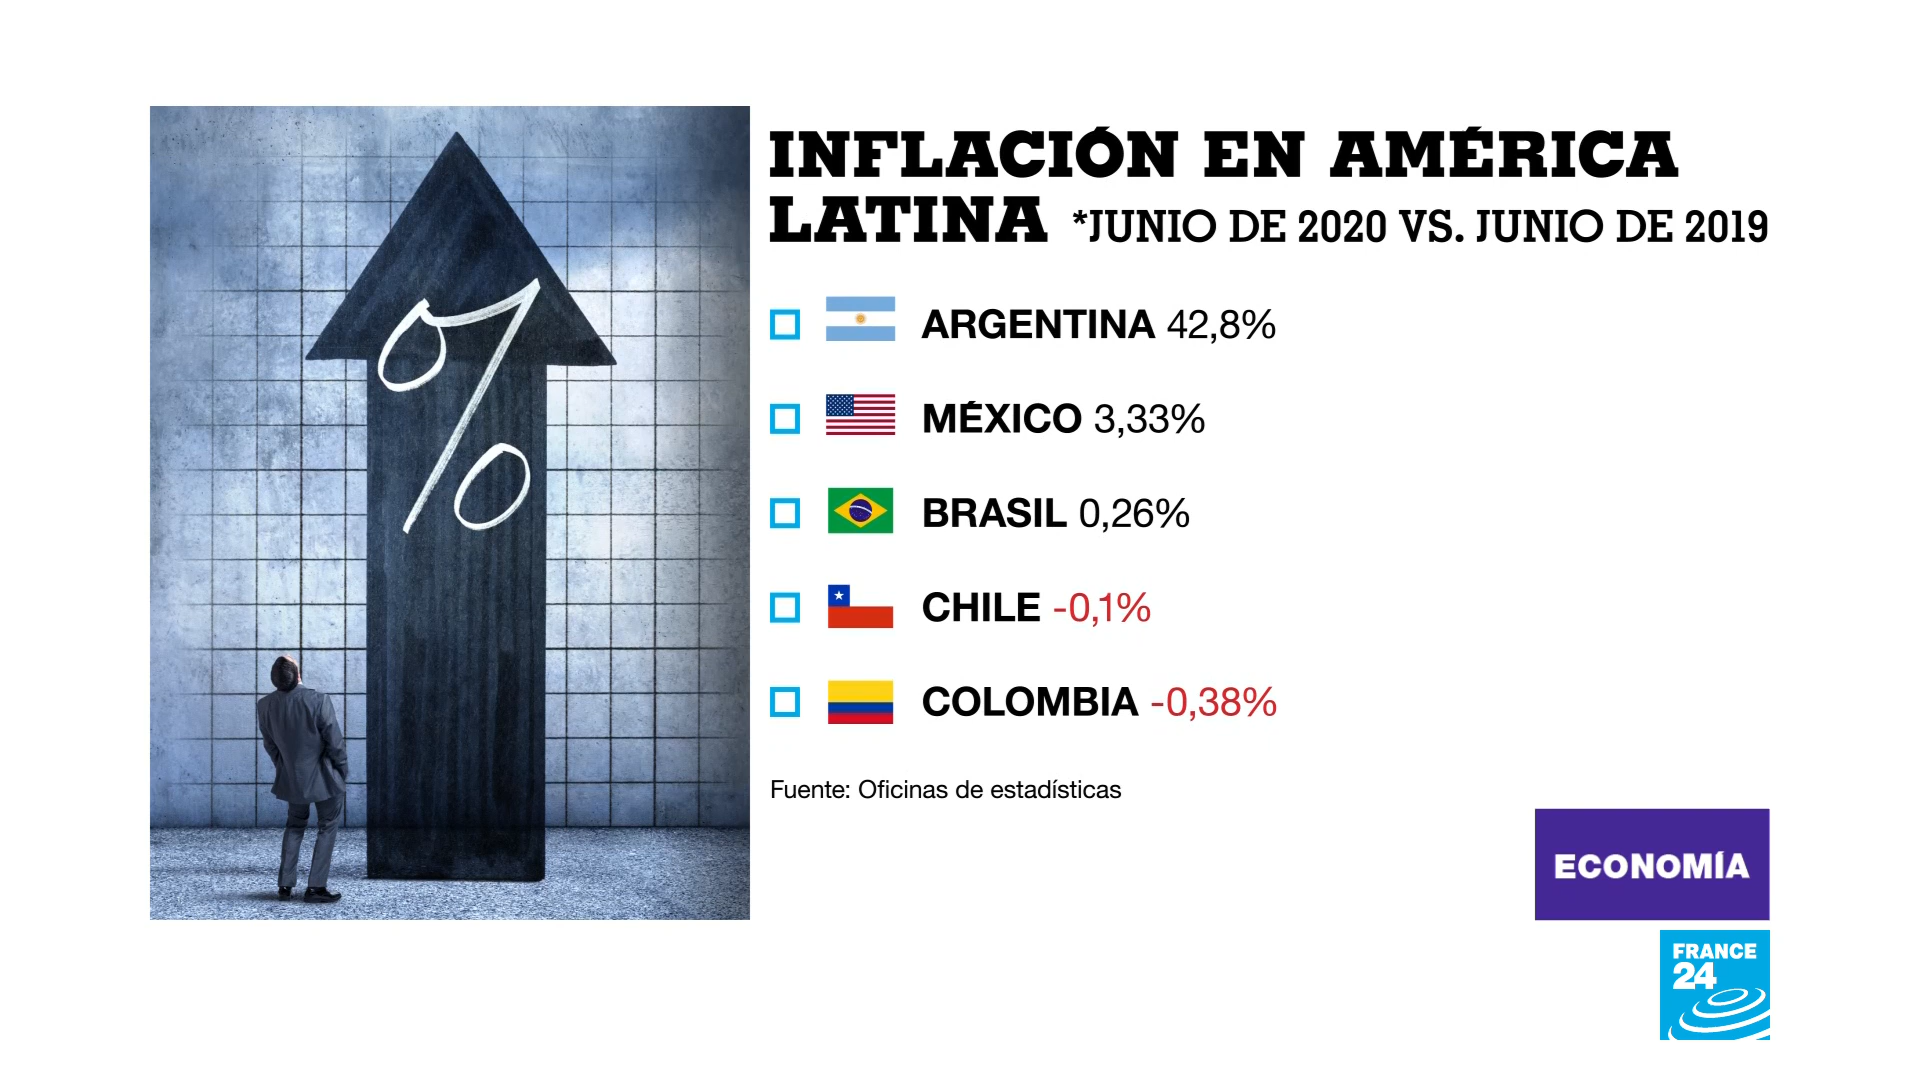 %
INFLACIÓN EN AMÉRICA
LATINA *JUNIO DE 2020 VS. JUNIO DE 2019
ARGENTINA 42,8%
MÉXICO 3,33%
BRASIL 0,26%
CHILE -0,1%
COLOMBIA -0,38%
Fuente: Oficinas de estadísticas
ECONOMÍA
FRANCE
24